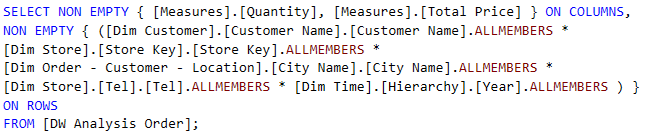 SELECT NON EMPTY { [Measures].[Quantity], [Measures].[Total Price] } ON COLUMNS,
NON EMPTY { ([Dim Customer].[Customer Name].[Customer Name].ALLMEMBERS *
[Dim Store].[Store Key].[Store Key].ALLMEMBERS *
[Dim Order - Customer - Location].[City Name].[City Name].ALLMEMBERS *
[Dim Store].[Tel].[Tel].ALLMEMBERS * [Dim Time].[Hierarchy].[Year].ALLMEMBERS ) }
ON ROWS
FROM [DW Analysis Order];